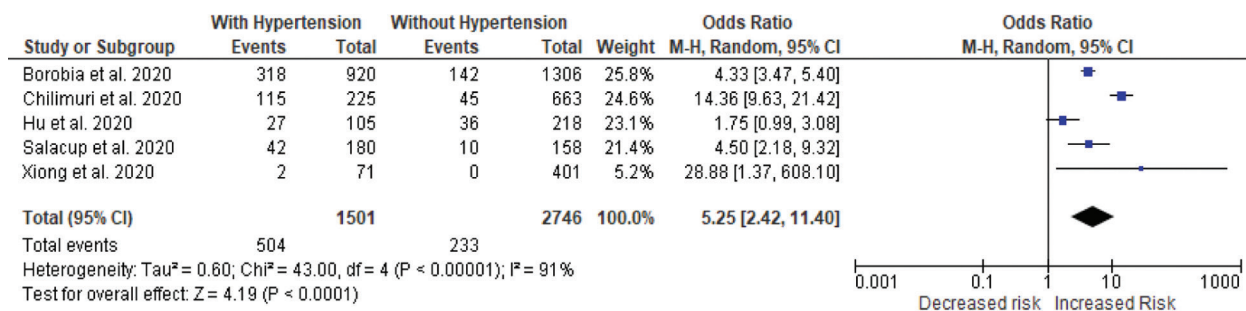 With Hypertension Without Hypertension Odds Ratio Odds Ratio
Study or Subgroup Events Total Events Total Weight M-H, Random, 95% CI M-H, Random, 95% CI
Borobia et al. 2020 318 920 142 1306 25.8% 4.33 [3.47, 5.40]
Chilimuri et al. 2020 115 225 45 663 24.6% 14.36 [9.63, 21.42]
Hu et al. 2020 27 105 36 218 23.1% 1.75 [0.99, 3.08]
Salacup et al. 2020 42 180 10 158 21.4% 4.50 [2.18, 9.32]
Xiong et al. 2020 2 71 0 401 5.2% 28.88 [1.37, 608.10]
Total (95% CI) 1501 2746 100.0% 5.25 [2.42, 11.40]
Total events 504 233
Heterogeneity: Tau² = 0.60; Chi² = 43.00, df = 4 (P < 0.00001); I² = 91%
Test for overall effect: Z = 4.19 (P < 0.0001)
0.001 0.1 1 10 1000
Decreased risk Increased Risk